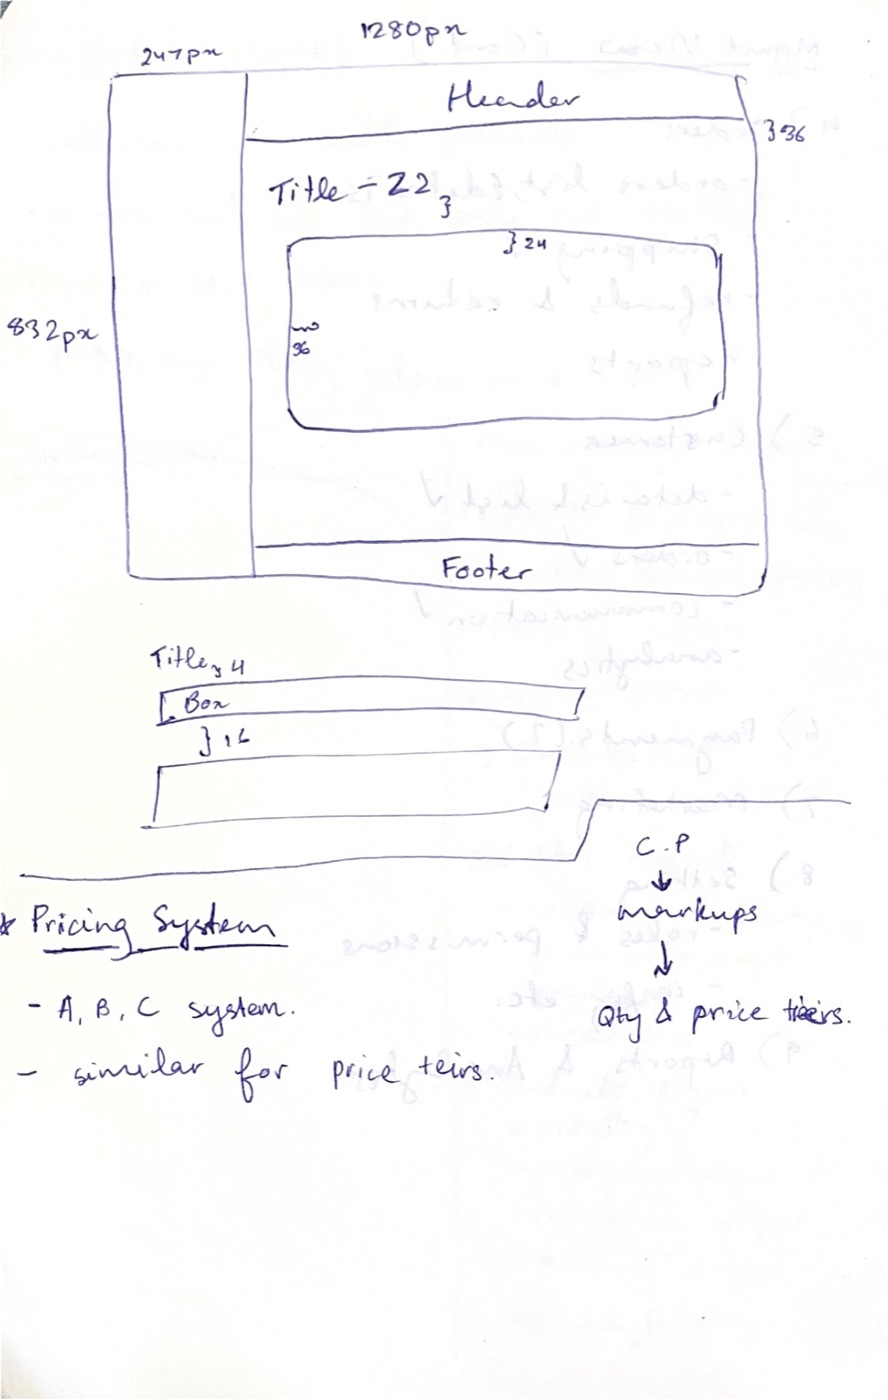 1280px
247px
Header
} 36
Title - 22
}
} 24
832px
36
Footer
Title } 4
Box
} 16
C.P
↓
markups
↓
Qty & price tiers.
* Pricing System
- A, B, C system.
- similar for price teirs.